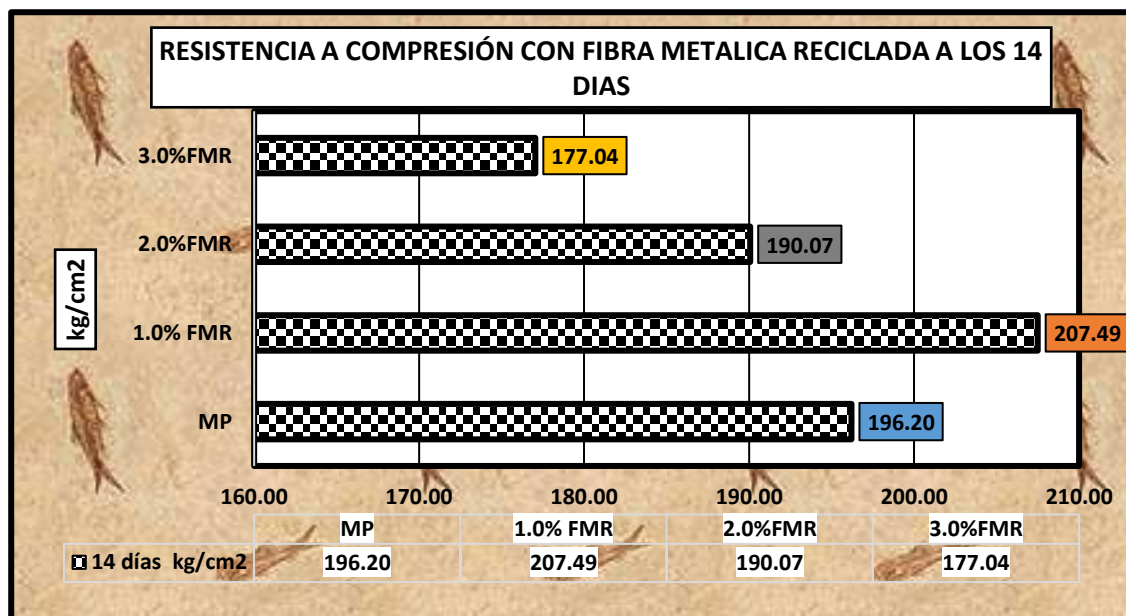 RESISTENCIA A COMPRESIÓN CON FIBRA METALICA RECICLADA A LOS 14
DIAS
kg/cm2
3.0%FMR
177.04
2.0%FMR
190.07
1.0% FMR
207.49
MP
196.20
160.00 170.00 180.00 190.00 200.00 210.00
MP 1.0% FMR 2.0%FMR 3.0%FMR
14 días kg/cm2 196.20 207.49 190.07 177.04